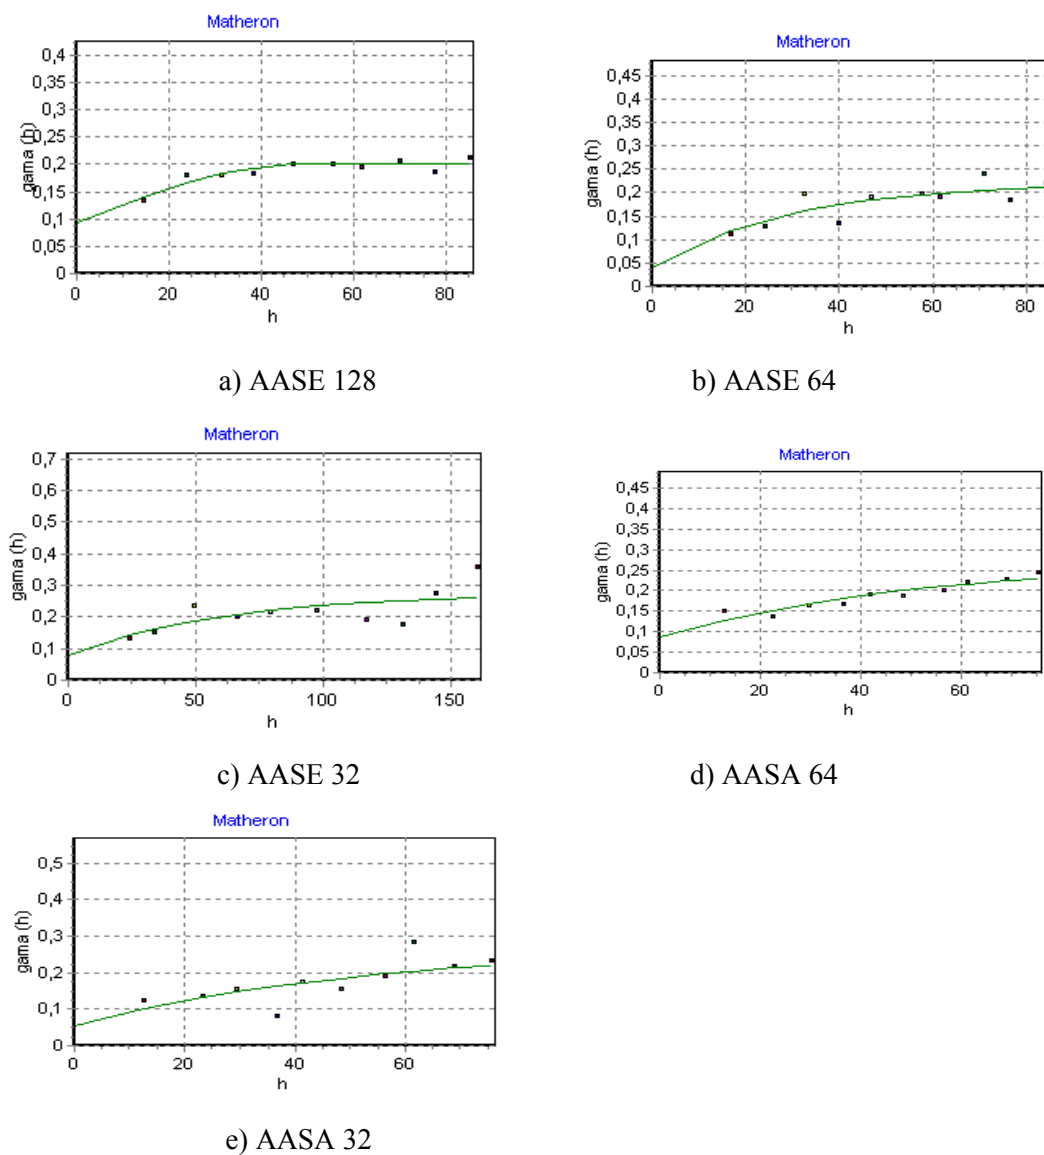 Matheron
gama (h)
0,4
0,35
0,3
0,25
0,2
0,15
0,1
0,05
0
0 20 40 60 80
h
a) AASE 128
Matheron
gama (h)
0,45
0,4
0,35
0,3
0,25
0,2
0,15
0,1
0,05
0
0 20 40 60 80
h
b) AASE 64
Matheron
gama (h)
0,7
0,6
0,5
0,4
0,3
0,2
0,1
0
0 50 100 150
h
c) AASE 32
Matheron
gama (h)
0,45
0,4
0,35
0,3
0,25
0,2
0,15
0,1
0,05
0
0 20 40 60
h
d) AASA 64
Matheron
gama (h)
0,5
0,4
0,3
0,2
0,1
0
0 20 40 60
h
e) AASA 32